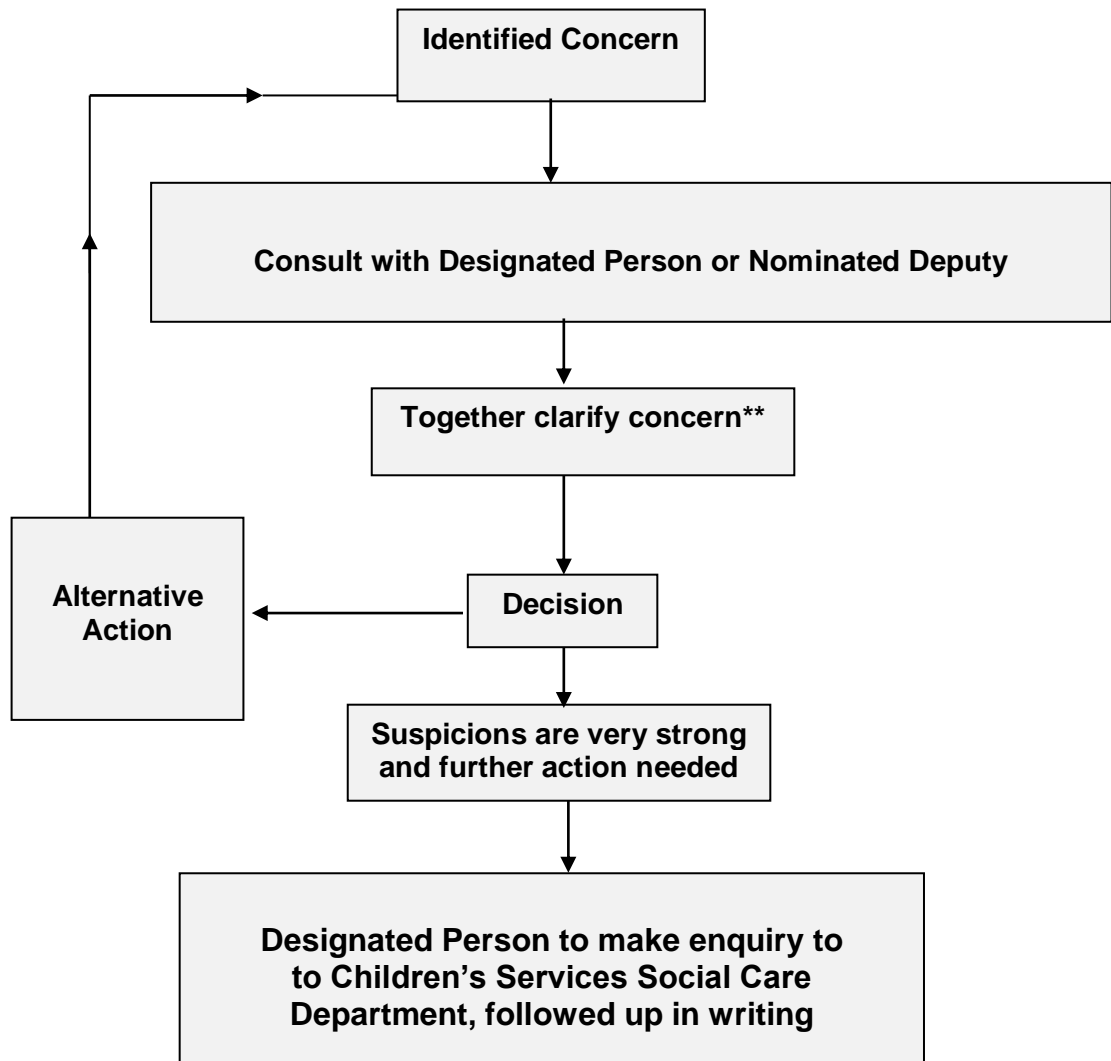 Identified Concern
Consult with Designated Person or Nominated Deputy
Together clarify concern**
Alternative
Action
Decision
Suspicions are very strong
and further action needed
Designated Person to make enquiry to
to Children’s Services Social Care
Department, followed up in writing